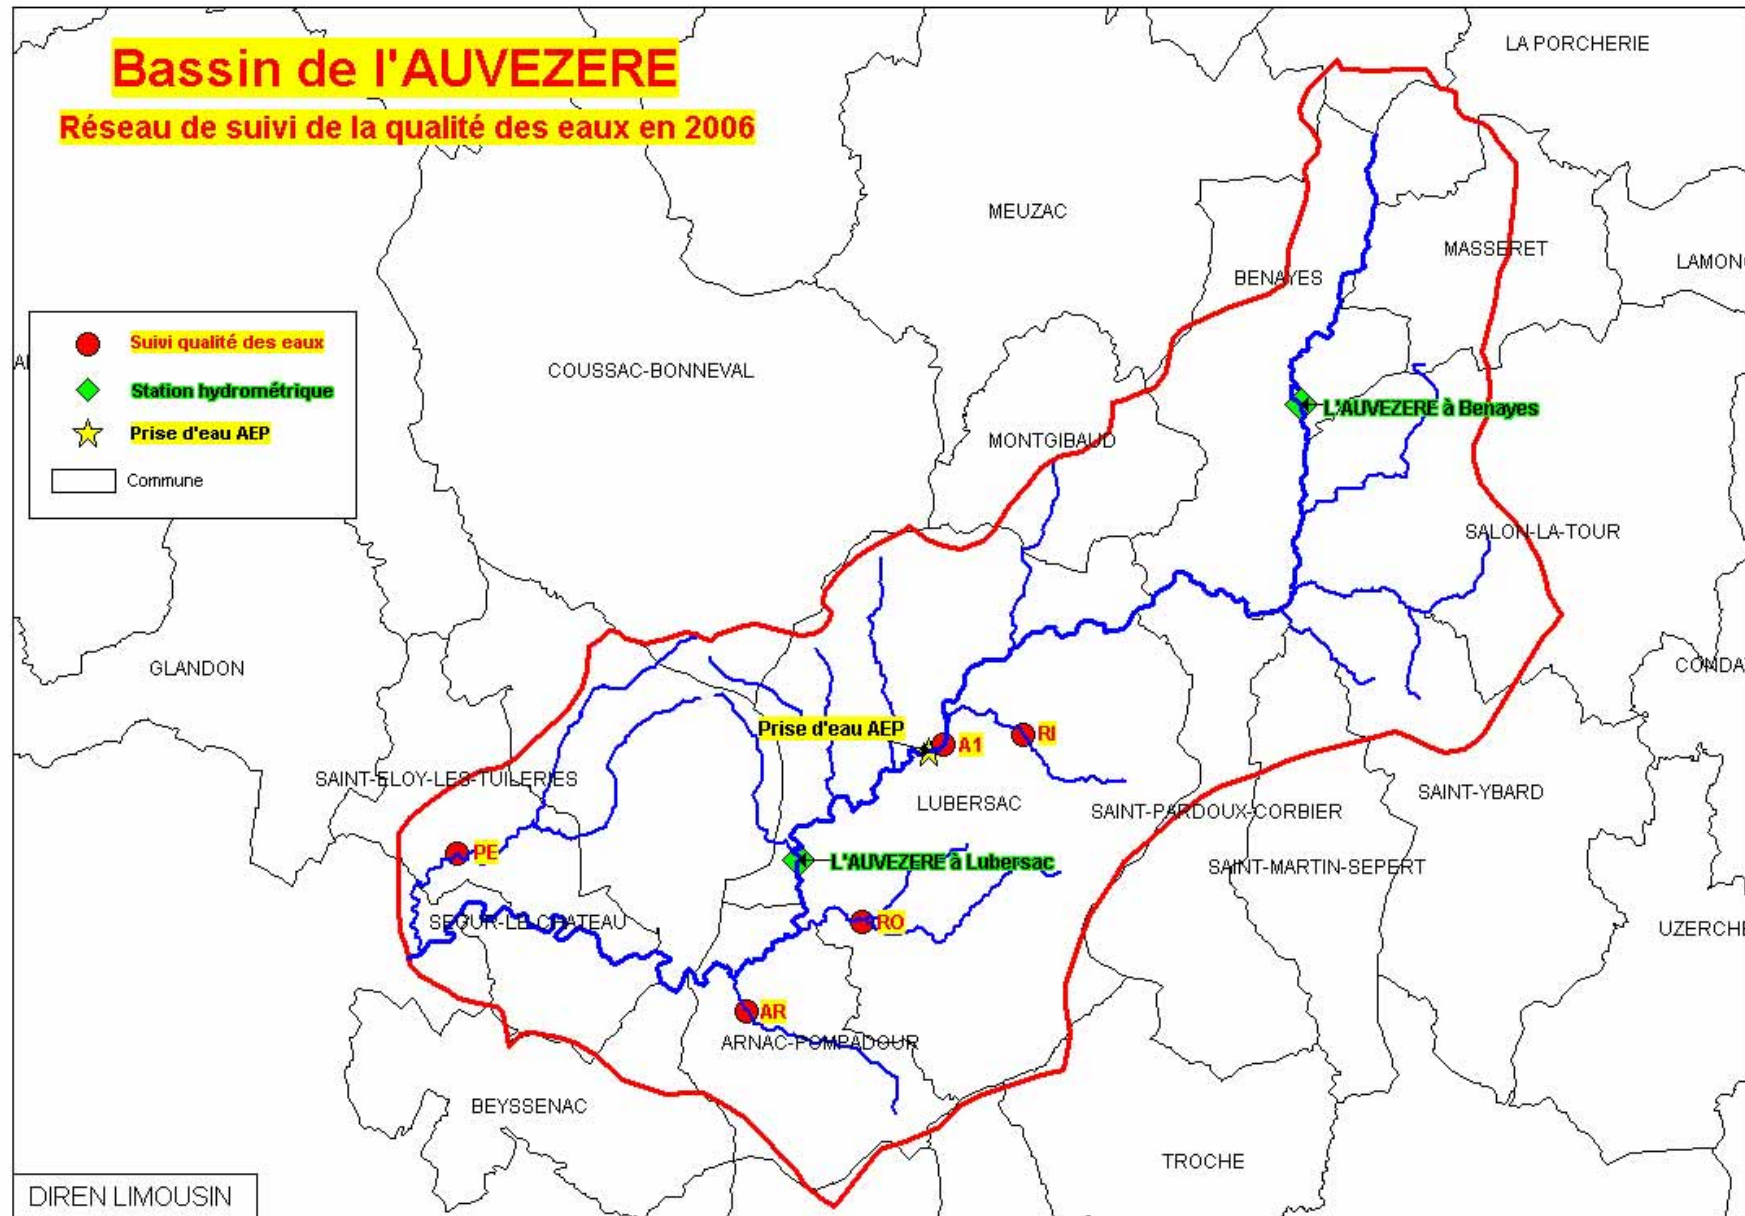 Bassin de l'AUVEZERE
Réseau de suivi de la qualité des eaux en 2006
LA PORCHERIE
MEUZAC
MASSERET
BENAYES
LAMON
Suivi qualité des eaux
Station hydrométrique
Prise d'eau AEP
Commune
COUSSAC-BONNEVAL
L'AUVEZERE à Benayes
MONTGIBAUD
SALON-LA-TOUR
GLANDON
CONDA
Prise d'eau AEP
A1
RI
SAINT-ELOY-LES-TUILERIES
LUBERSAC
SAINT-PARDOUX-CORBIER
SAINT-YBARD
PE
L'AUVEZERE à Lubersac
SAINT-MARTIN-SEPERT
SEGUR-LE-CHATEAU
RO
UZERCHE
AR
ARNAC-POMPADOUR
BEYSSENAC
TROCHE
DIREN LIMOUSIN